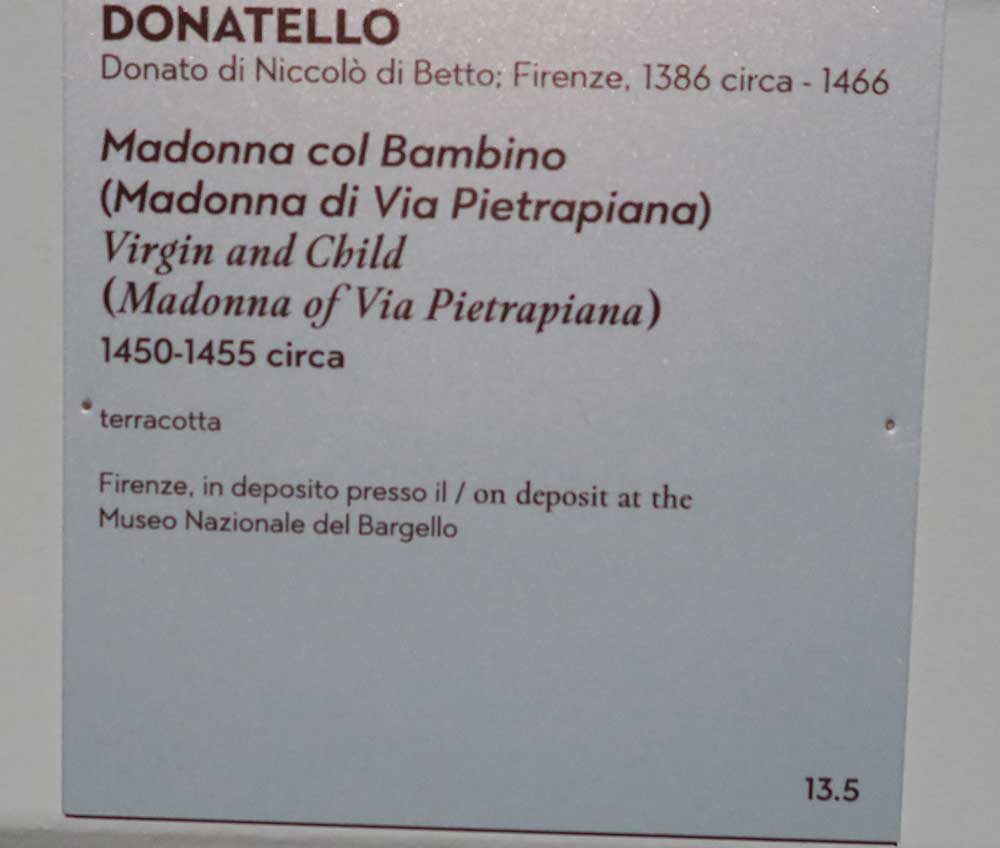 DONATELLO
Donato di Niccolò di Betto; Firenze, 1386 circa - 1466
Madonna col Bambino
(Madonna di Via Pietrapiana)
Virgin and Child
(Madonna of Via Pietrapiana)
1450-1455 circa
terracotta
Firenze, in deposito presso il / on deposit at the
Museo Nazionale del Bargello
13.5